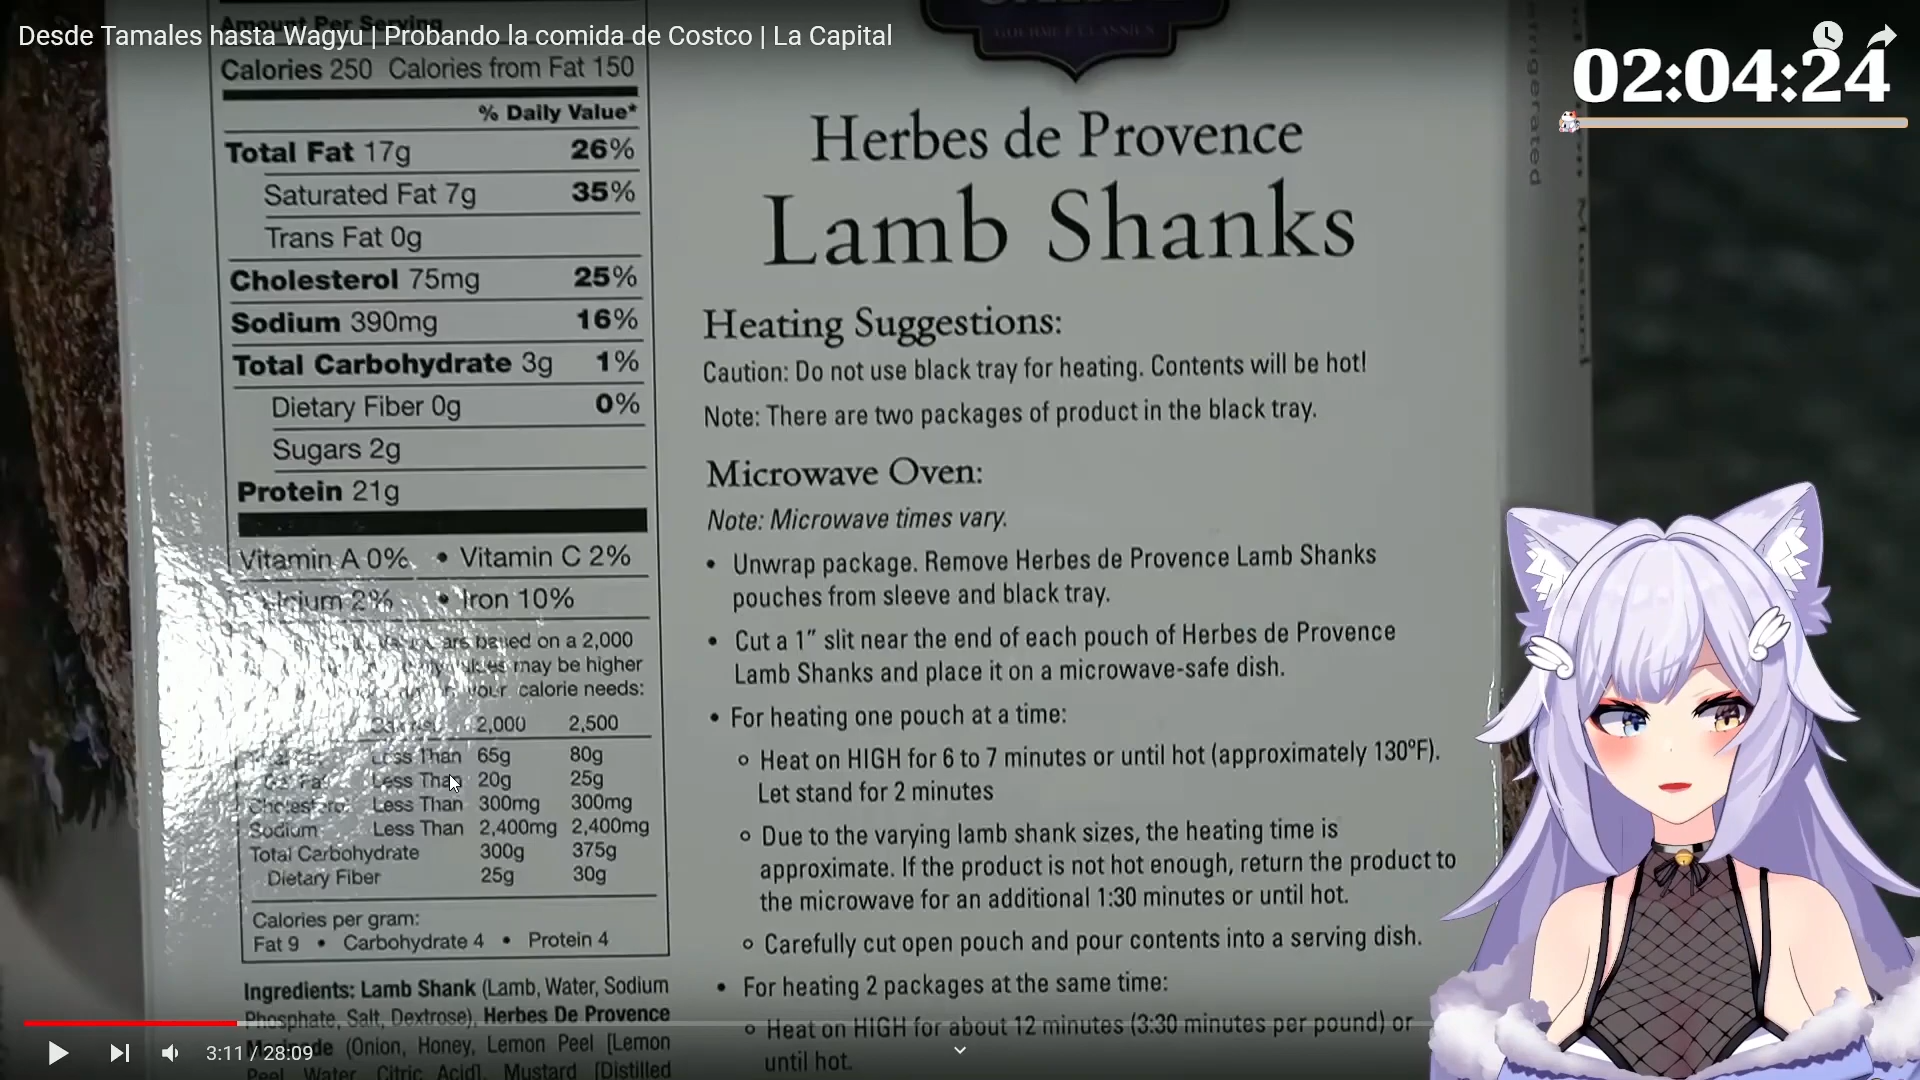 Desde Tamales hasta Wagyu | Probando la comida de Costco | La Capital
02:04:24
Amount Per Serving
Calories 250 Calories from Fat 150
% Daily Value*
Total Fat 17g 26%
Saturated Fat 7g 35%
Trans Fat 0g
Cholesterol 75mg 25%
Sodium 390mg 16%
Total Carbohydrate 3g 1%
Dietary Fiber 0g 0%
Sugars 2g
Protein 21g
Vitamin A 0% • Vitamin C 2%
2% • Iron 10%
are based on a 2,000
may be higher
your calorie needs:
2,000 2,500
Less Than 65g 80g
Less Than 20g 25g
Cholesterol Less Than 300mg 300mg
Sodium Less Than 2,400mg 2,400mg
Total Carbohydrate 300g 375g
Dietary Fiber 25g 30g
Calories per gram:
Fat 9 • Carbohydrate 4 • Protein 4
Ingredients: Lamb Shank (Lamb, Water, Sodium
Phosphate, Salt, Dextrose), Herbes De Provence
(Onion, Honey, Lemon Peel [Lemon
Peel, Water, Citric Acid], Mustard [Distilled
GOURMET CLASSICS
Herbes de Provence
Lamb Shanks
Heating Suggestions:
Caution: Do not use black tray for heating. Contents will be hot!
Note: There are two packages of product in the black tray.
Microwave Oven:
Note: Microwave times vary.
• Unwrap package. Remove Herbes de Provence Lamb Shanks
pouches from sleeve and black tray.
• Cut a 1″ slit near the end of each pouch of Herbes de Provence
Lamb Shanks and place it on a microwave-safe dish.
• For heating one pouch at a time:
○ Heat on HIGH for 6 to 7 minutes or until hot (approximately 130ºF).
Let stand for 2 minutes
○ Due to the varying lamb shank sizes, the heating time is
approximate. If the product is not hot enough, return the product to
the microwave for an additional 1:30 minutes or until hot.
○ Carefully cut open pouch and pour contents into a serving dish.
• For heating 2 packages at the same time:
○ Heat on HIGH for about 12 minutes (3:30 minutes per pound) or
until hot.
Mustard
3:11 / 28:09